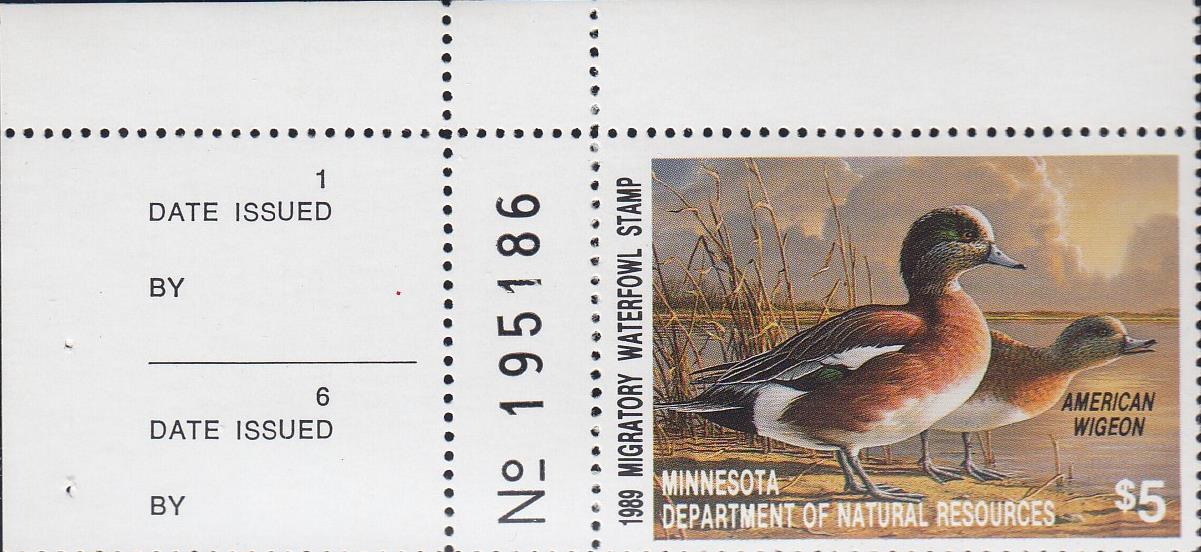 1
DATE ISSUED
BY
6
DATE ISSUED
BY
Nº 195186
1989 MIGRATORY WATERFOWL STAMP
AMERICAN
WIGEON
MINNESOTA
DEPARTMENT OF NATURAL RESOURCES
$5